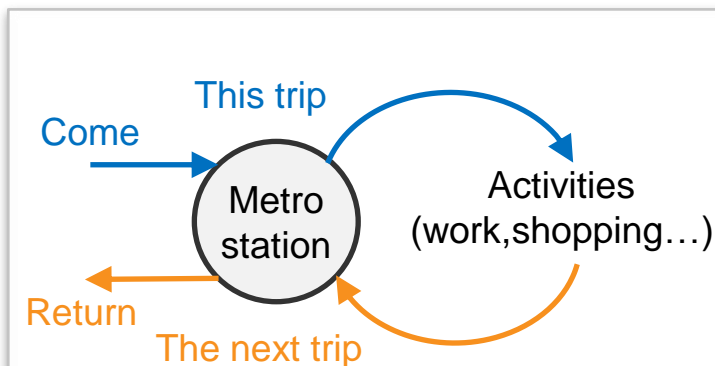 This trip
Come
Metro
station
Activities
(work,shopping…)
Return
The next trip